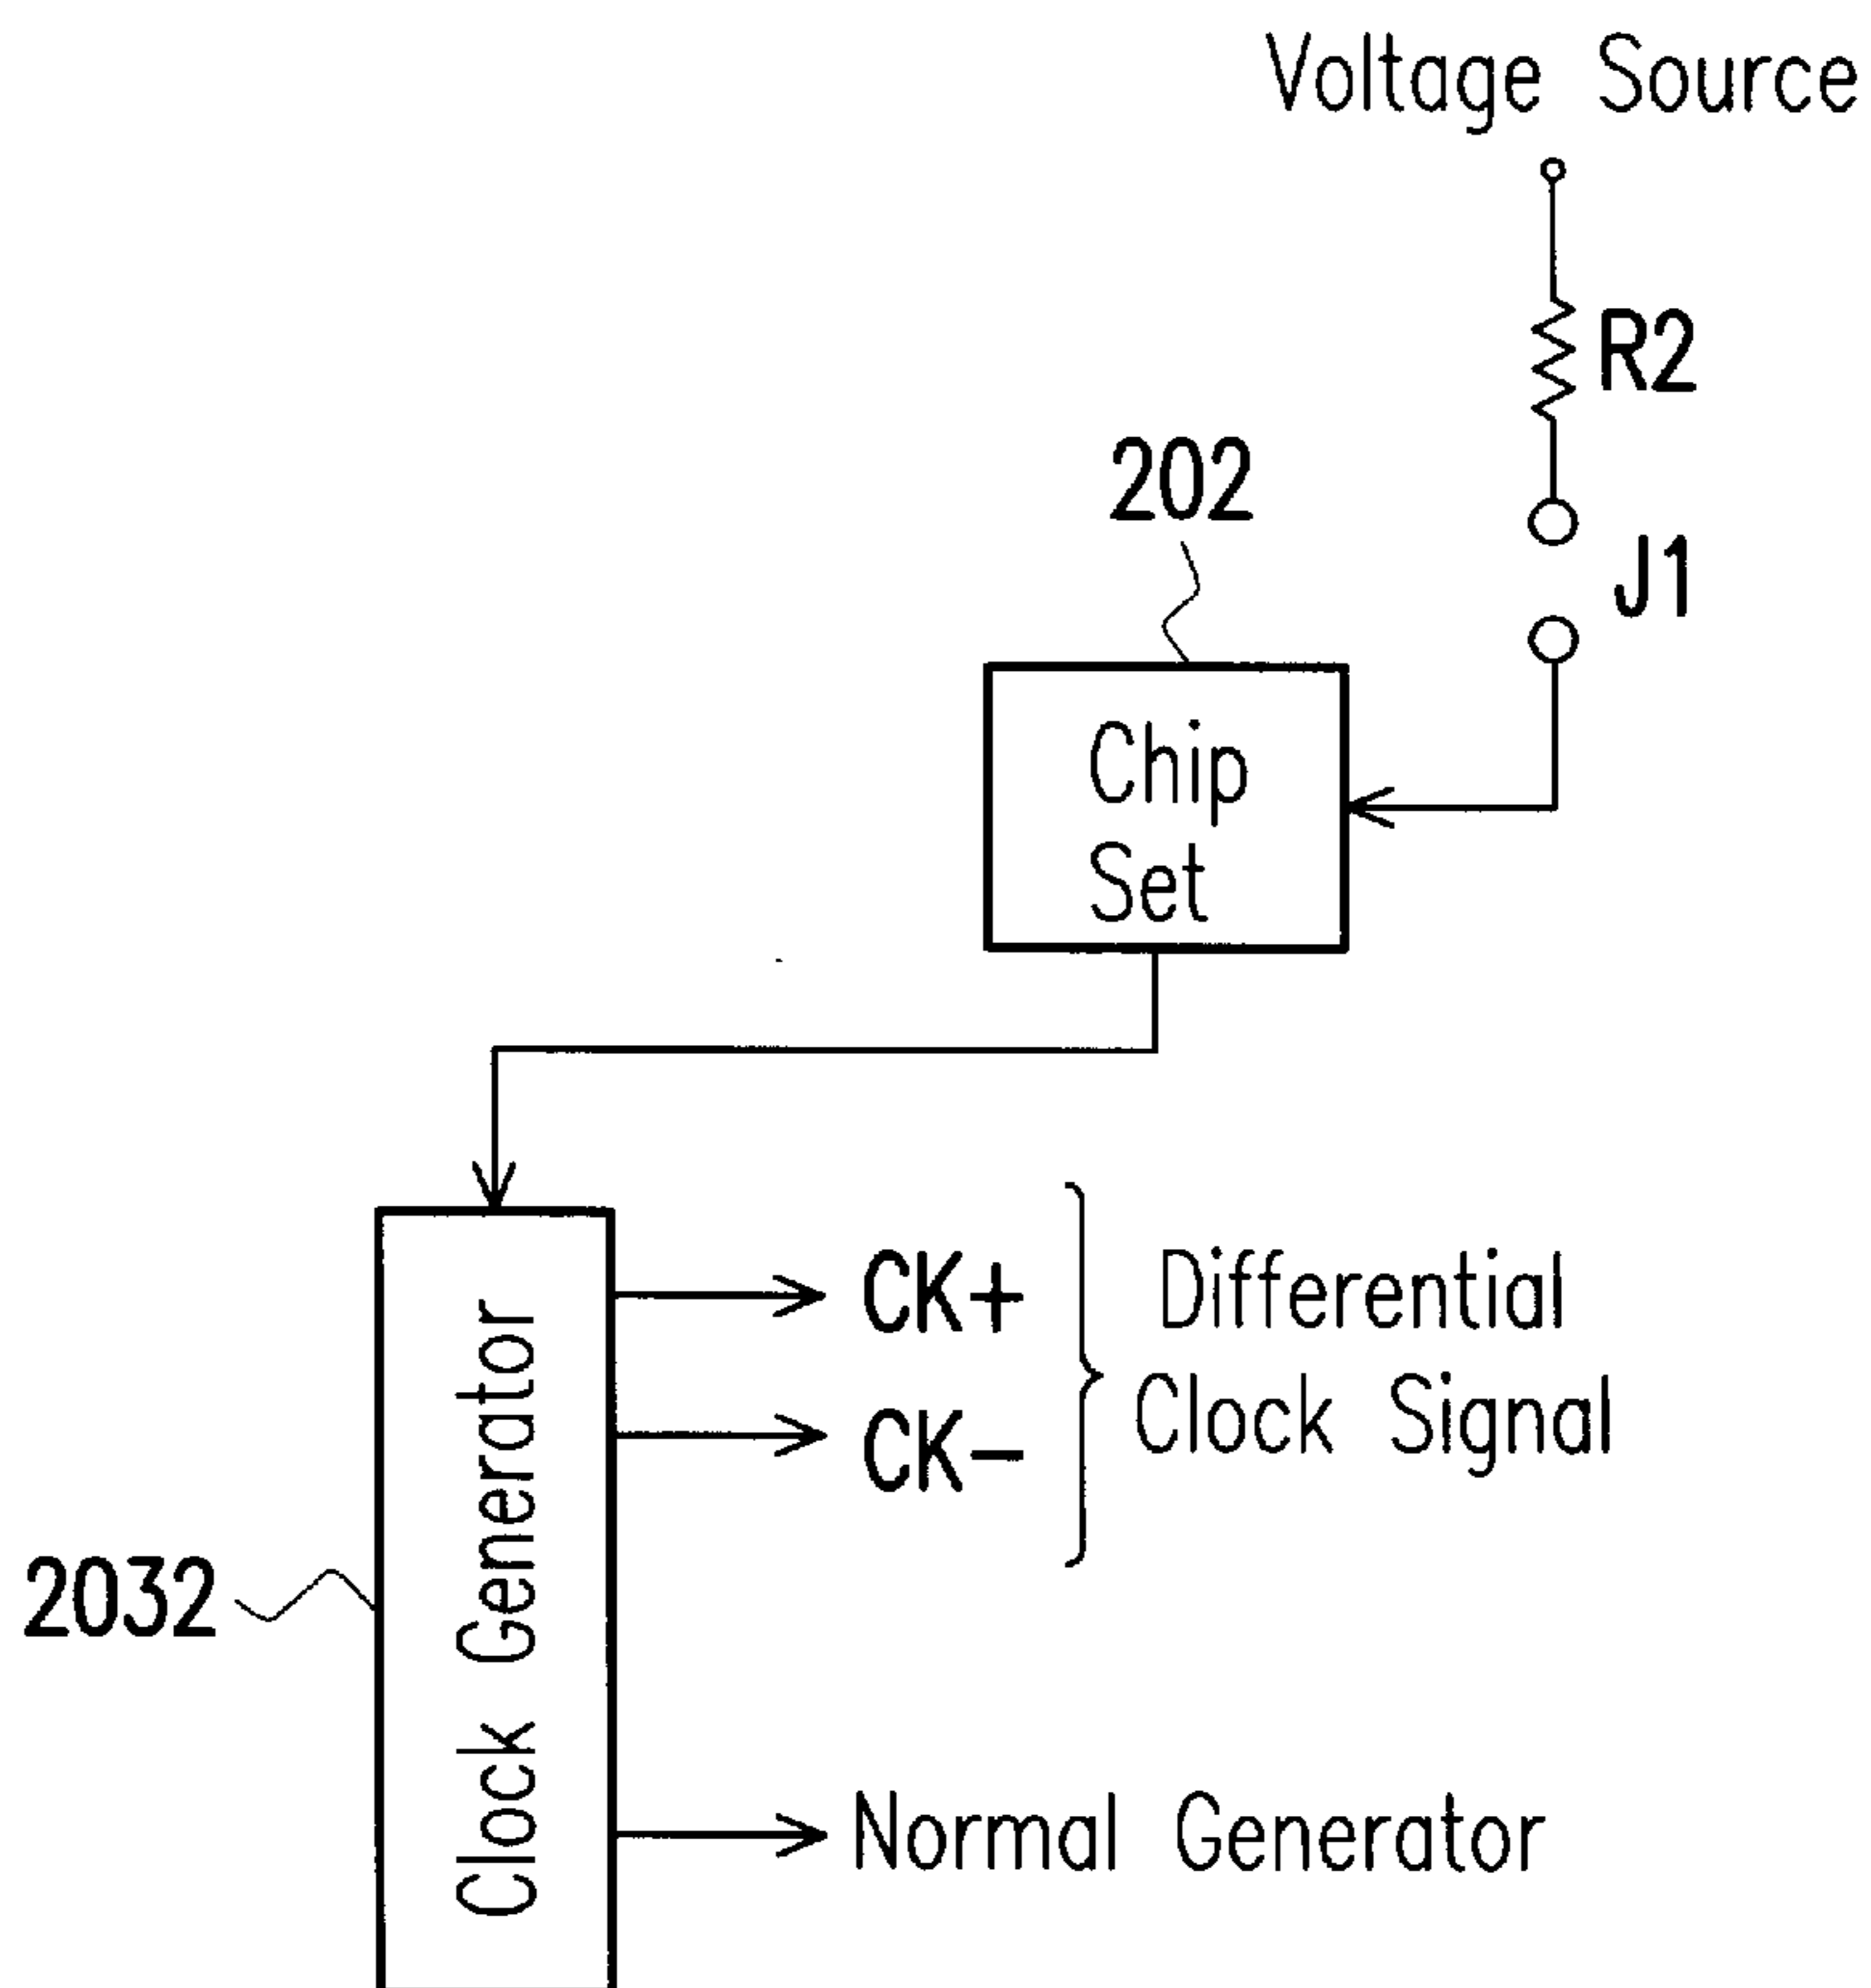 Voltage Source
R2
202
J1
Chip
Set
CK+
CK-
Differential
Clock Signal
2032
Clock Generator
Normal Generator